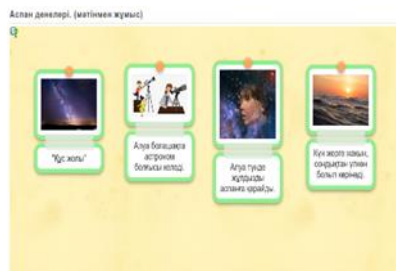 Аспан денелері. (мәтінмен жұмыс)
"Құс жолы"
Алуа болашақта
астроном
болғысы келеді.
Алуа түнде
жұлдызды
аспанға қарайды.
Күн жерге жақын,
сондықтан үлкен
болып көрінеді.